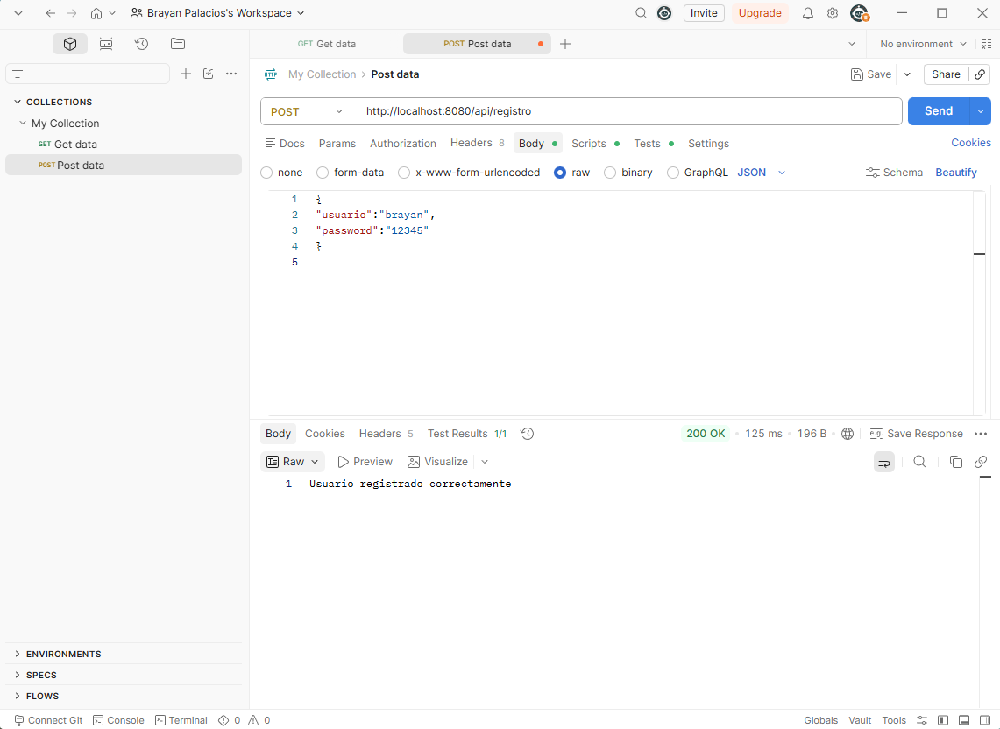 Brayan Palacios's Workspace
Invite
Upgrade
6
GET Get data
POST Post data
No environment
COLLECTIONS
My Collection
GET Get data
POST Post data
HTTP
My Collection > Post data
Save
Share
POST
http://localhost:8080/api/registro
Send
Docs Params Authorization Headers 8 Body Scripts Tests Settings Cookies
none form-data x-www-form-urlencoded raw binary GraphQL JSON Schema Beautify
1 {
2 "usuario":"brayan",
3 "password":"12345"
4 }
5
Body Cookies Headers 5 Test Results 1/1 200 OK • 125 ms • 196 B • e.g. Save Response
Raw Preview Visualize
1 Usuario registrado correctamente
ENVIRONMENTS
SPECS
FLOWS
Connect Git Console Terminal 0 0 Globals Vault Tools